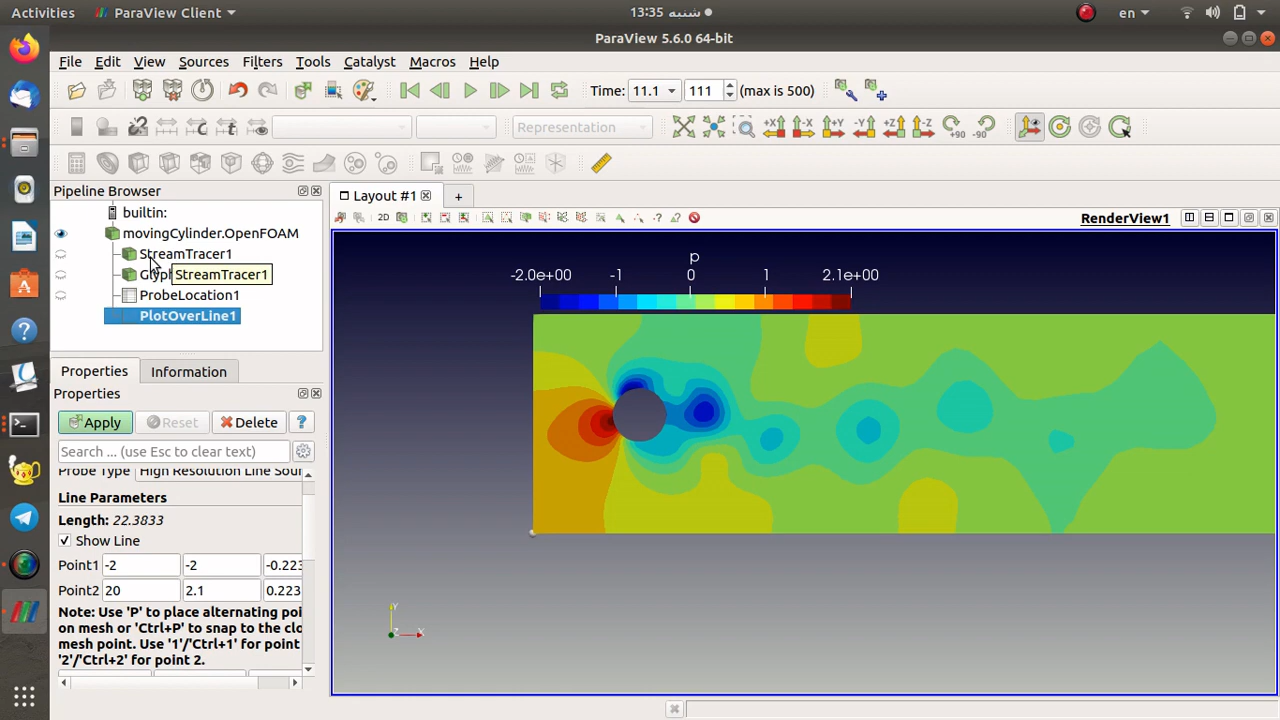 Activities ParaView Client 13:35 شنبه en
ParaView 5.6.0 64-bit
File Edit View Sources Filters Tools Catalyst Macros Help
Time: 11.1 111 (max is 500)
Representation +X -X +Y -Y +Z -Z +90 -90
Pipeline Browser
Layout #1 +
builtin:
movingCylinder.OpenFOAM
StreamTracer1
Glyph
StreamTracer1
ProbeLocation1
PlotOverLine1
2D
RenderView1
Properties Information
Properties
Apply Reset Delete ?
Search ... (use Esc to clear text)
Probe Type High Resolution Line Sour
Line Parameters
Length: 22.3833
Show Line
Point1 -2 -2 -0.223
Point2 20 2.1 0.223
Note: Use 'P' to place alternating poi
on mesh or 'Ctrl+P' to snap to the clo
mesh point. Use '1'/'Ctrl+1' for point
'2'/'Ctrl+2' for point 2.
p
-2.0e+00 -1 0 1 2.1e+00
Y
Z X